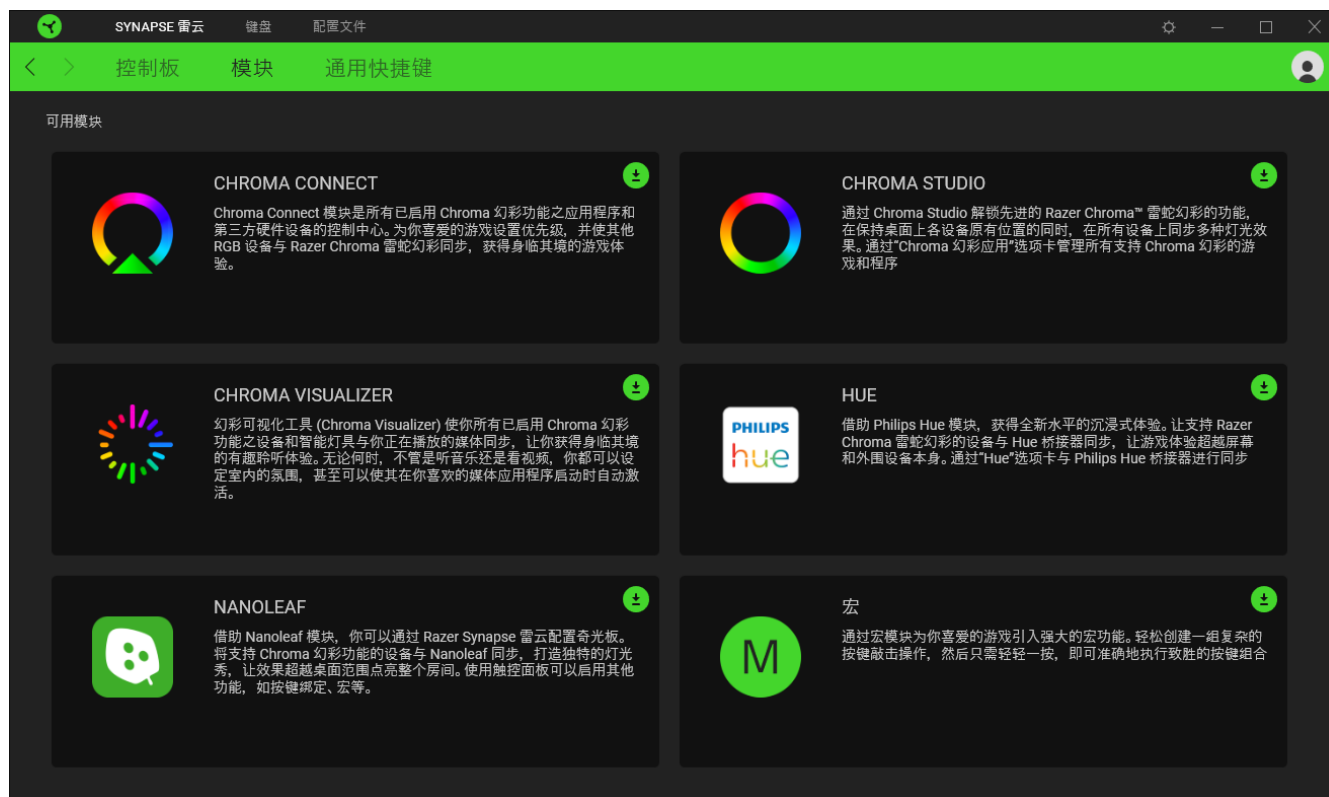 SYNAPSE 雷云 键盘 配置文件
控制板 模块 通用快捷键
可用模块
CHROMA CONNECT
Chroma Connect 模块是所有已启用 Chroma 幻彩功能之应用程序和
第三方硬件设备的控制中心。为你喜爱的游戏设置优先级，并使其他
RGB 设备与 Razer Chroma 雷蛇幻彩同步，获得身临其境的游戏体
验。
CHROMA STUDIO
通过 Chroma Studio 解锁先进的 Razer Chroma™ 雷蛇幻彩的功能，
在保持桌面上各设备原有位置的同时，在所有设备上同步多种灯光效
果。通过“Chroma 幻彩应用”选项卡管理所有支持 Chroma 幻彩的游
戏和程序
CHROMA VISUALIZER
幻彩可视化工具 (Chroma Visualizer) 使你所有已启用 Chroma 幻彩
功能之设备和智能灯具与你正在播放的媒体同步，让你获得身临其境
的有趣聆听体验。无论何时，不管是听音乐还是看视频，你都可以设
定室内的氛围，甚至可以使其在你喜欢的媒体应用程序启动时自动激
活。
PHILIPS
hue
HUE
借助 Philips Hue 模块，获得全新水平的沉浸式体验。让支持 Razer
Chroma 雷蛇幻彩的设备与 Hue 桥接器同步，让游戏体验超越屏幕
和外围设备本身。通过“Hue”选项卡与 Philips Hue 桥接器进行同步
NANOLEAF
借助 Nanoleaf 模块，你可以通过 Razer Synapse 雷云配置奇光板。
将支持 Chroma 幻彩功能的设备与 Nanoleaf 同步，打造独特的灯光
秀，让效果超越桌面范围点亮整个房间。使用触控面板可以启用其他
功能，如按键绑定、宏等。
M
宏
通过宏模块为你喜爱的游戏引入强大的宏功能。轻松创建一组复杂的
按键敲击操作，然后只需轻轻一按，即可准确地执行致胜的按键组合